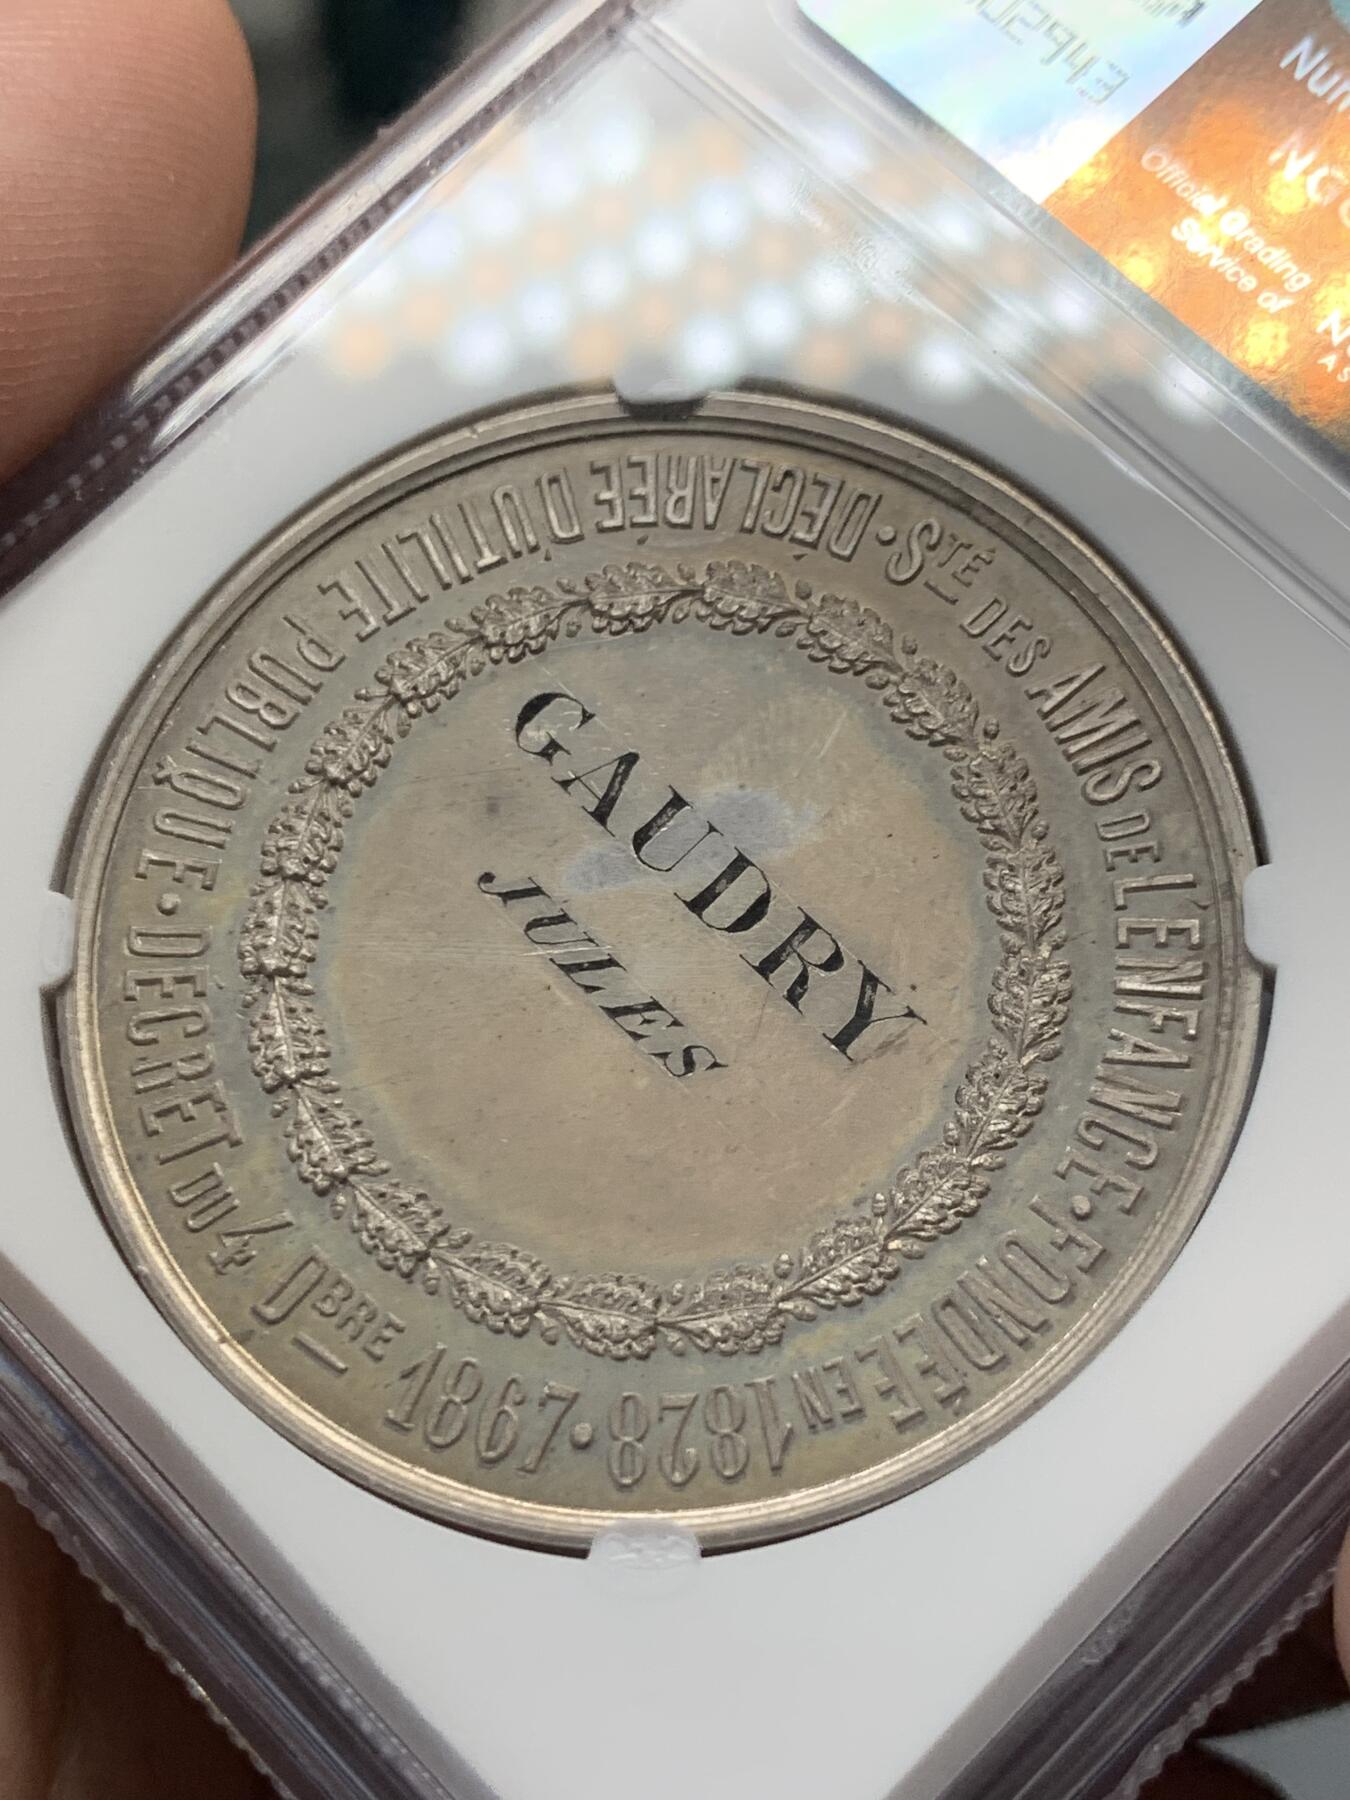 STÉ DES AMIS DE L'ENFANCE · FONDÉE EN 1828 ·
DÉCLARÉE D'UTILITÉ PUBLIQUE · DÉCRET DU 4 DBRE 1867 ·
GAUDRY
JULES
Official Grading
Service of